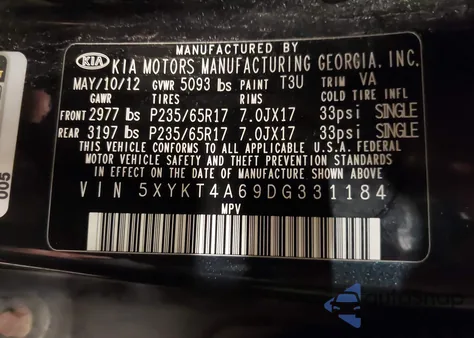 MANUFACTURED BY
KIA KIA MOTORS MANUFACTURING GEORGIA, INC.
MAY/10/12 GVWR 5093 lbs PAINT T3U TRIM VA
GAWR TIRES RIMS COLD TIRE INFL
FRONT 2977 lbs P235/65R17 7.0JX17 33psi SINGLE
REAR 3197 lbs P235/65R17 7.0JX17 33psi SINGLE
THIS VEHICLE CONFORMS TO ALL APPLICABLE U.S.A. FEDERAL
MOTOR VEHICLE SAFETY, BUMPER, AND THEFT PREVENTION STANDARDS
IN EFFECT ON THE DATE OF MANUFACTURE SHOWN ABOVE.
VIN 5XYKT4A69DG331184
MPV
005